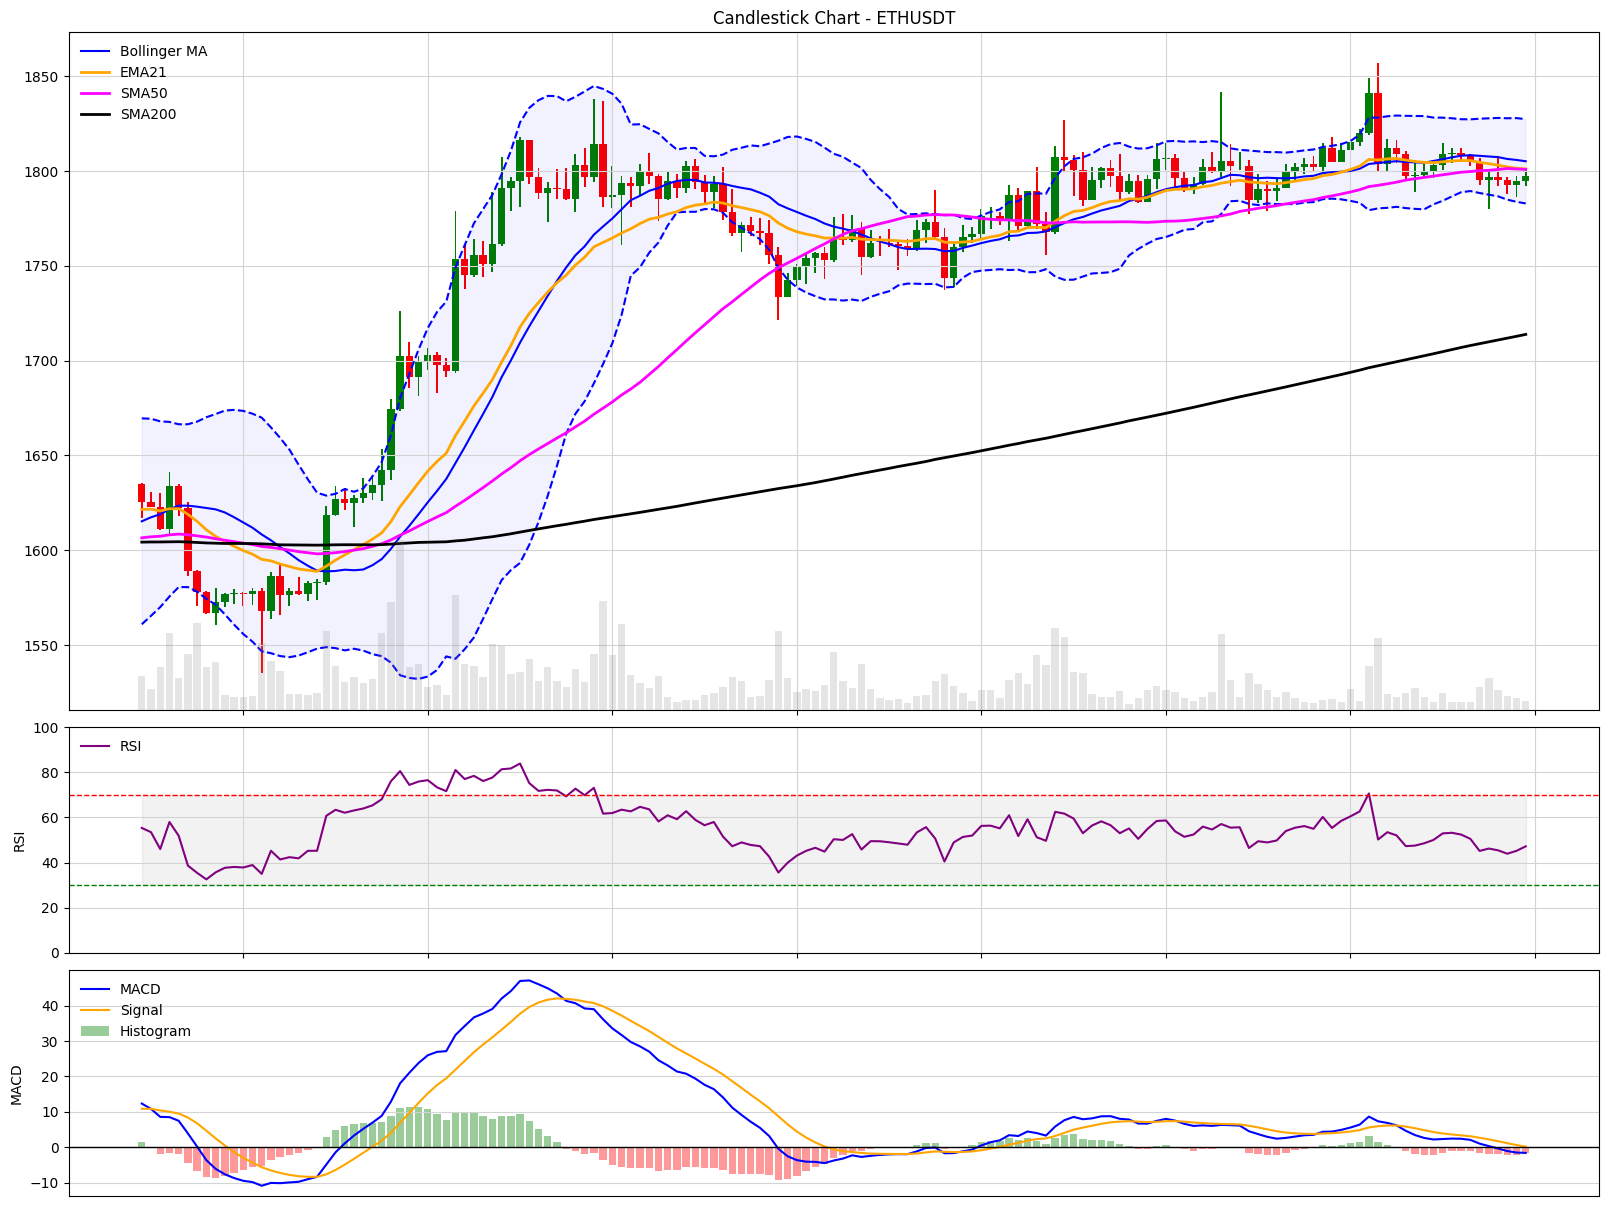 Candlestick Chart - ETHUSDT
Bollinger MA
EMA21
SMA50
SMA200
1850
1800
1750
1700
1650
1600
1550
RSI
RSI
100
80
60
40
20
0
MACD
Signal
Histogram
MACD
40
30
20
10
0
−10